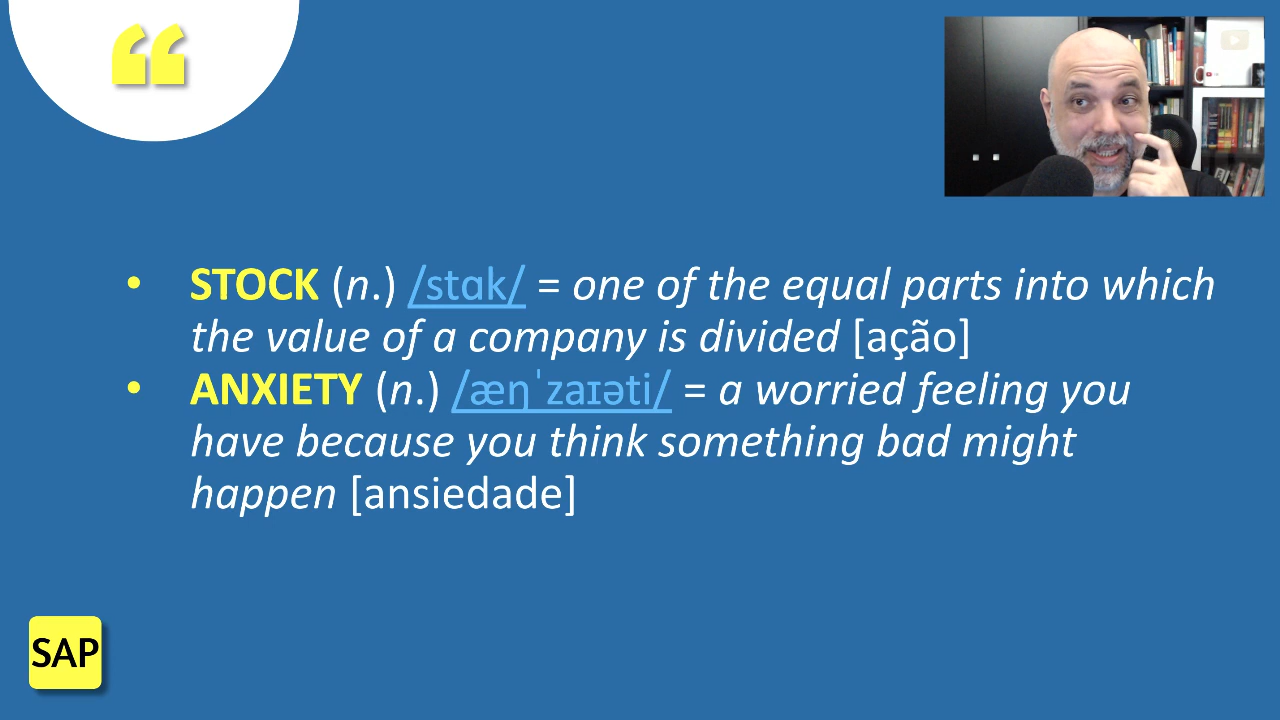 “
• STOCK (n.) /stɑk/ = one of the equal parts into which
the value of a company is divided [ação]
• ANXIETY (n.) /æŋˈzaɪəti/ = a worried feeling you
have because you think something bad might
happen [ansiedade]
SAP